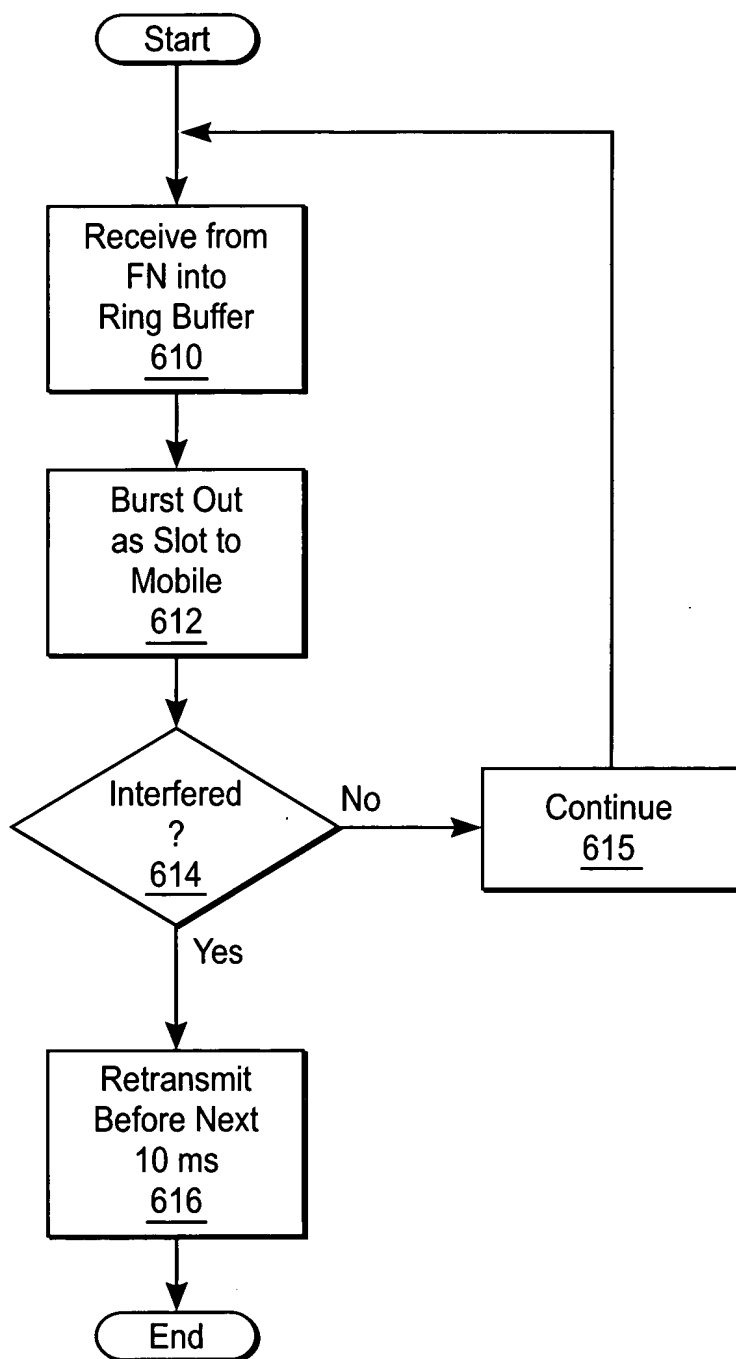 Start
Receive from
FN into
Ring Buffer
610
Burst Out
as Slot to
Mobile
612
Interfered
?
614
No
Continue
615
Yes
Retransmit
Before Next
10 ms
616
End